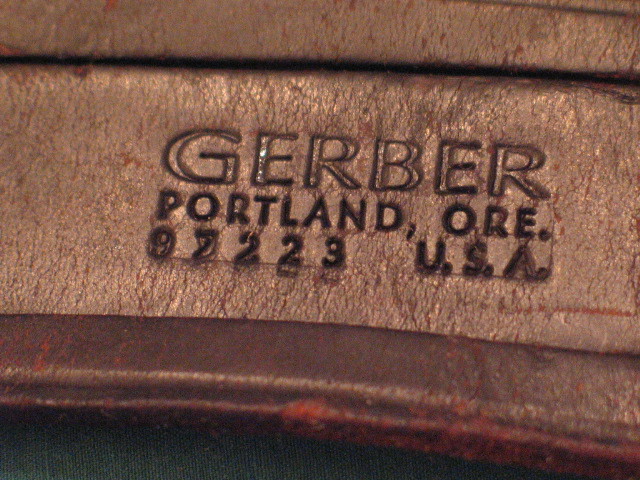 GERBER
PORTLAND, ORE.
97223 U.S.A.